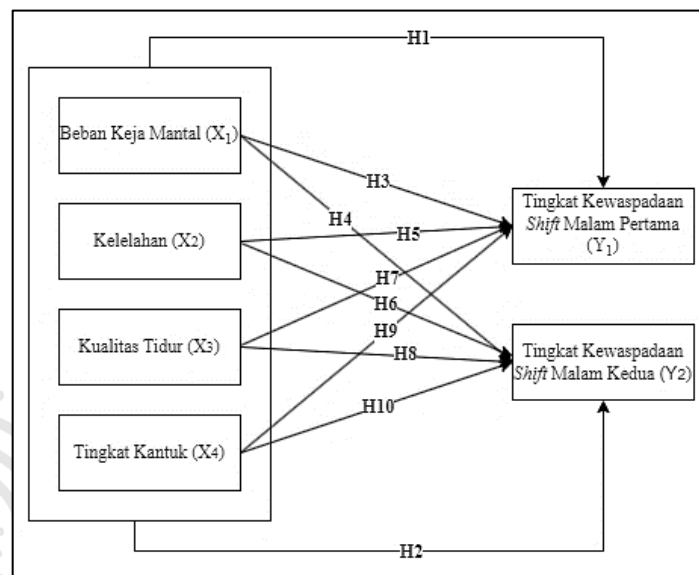 H1
Beban Keja Mantal (X₁)
Kelelahan (X₂)
Kualitas Tidur (X₃)
Tingkat Kantuk (X₄)
H3
H4
H5
H7
H6
H9
H8
H10
Tingkat Kewaspadaan
Shift Malam Pertama
(Y₁)
Tingkat Kewaspadaan
Shift Malam Kedua (Y₂)
H2